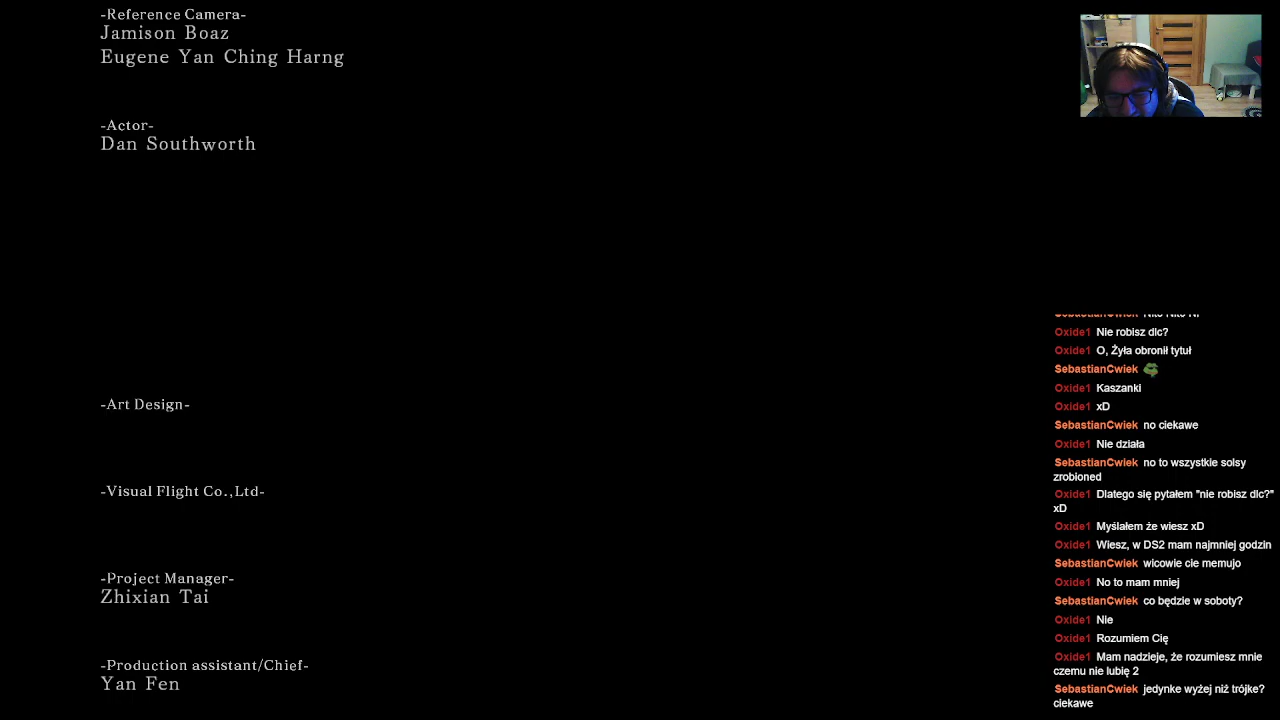 -Reference Camera-
Jamison Boaz
Eugene Yan Ching Harng
-Actor-
Dan Southworth
-Art Design-
-Visual Flight Co.,Ltd-
-Project Manager-
Zhixian Tai
-Production assistant/Chief-
Yan Fen
Oxide1 Nie robisz dlc?
Oxide1 O, Żyła obronił tytuł
SebastianCwiek
Oxide1 Kaszanki
Oxide1 xD
SebastianCwiek no ciekawe
Oxide1 Nie działa
SebastianCwiek no to wszystkie solsy
zrobioned
Oxide1 Dlatego się pytałem "nie robisz dlc?"
xD
Oxide1 Myślałem że wiesz xD
Oxide1 Wiesz, w DS2 mam najmniej godzin
SebastianCwiek wicowie cie memujo
Oxide1 No to mam mniej
SebastianCwiek co będzie w soboty?
Oxide1 Nie
Oxide1 Rozumiem Cię
Oxide1 Mam nadzieje, że rozumiesz mnie
czemu nie lubię 2
SebastianCwiek jedynke wyżej niż trójke?
ciekawe